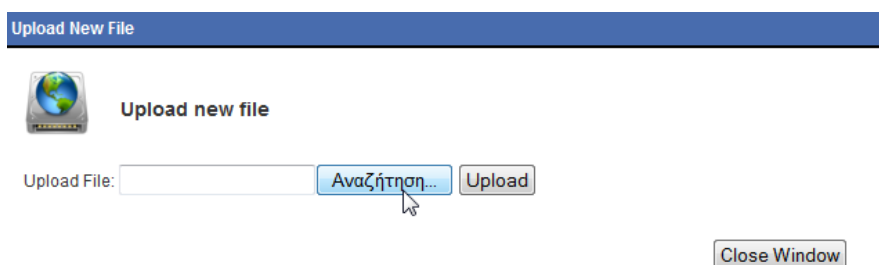 Upload New File
Upload new file
Upload File: Αναζήτηση... Upload
Close Window